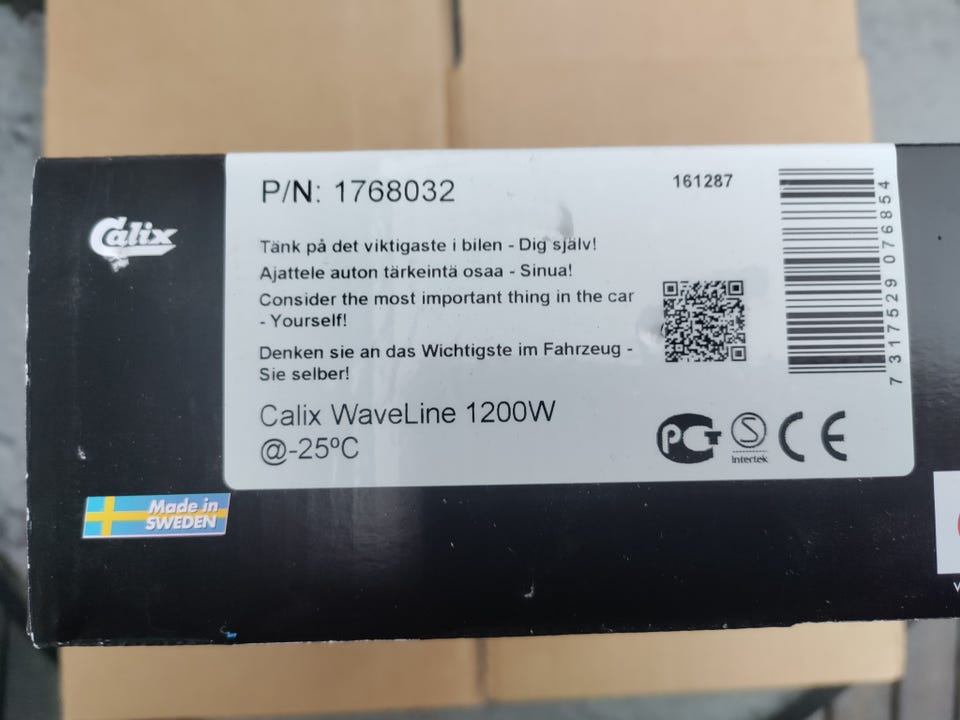 P/N: 1768032
161287
Calix
Tänk på det viktigaste i bilen - Dig själv!
Ajattele auton tärkeintä osaa - Sinua!
Consider the most important thing in the car
- Yourself!
Denken sie an das Wichtigste im Fahrzeug -
Sie selber!
Calix WaveLine 1200W
@-25ºC
7 317529 076854
PCT
S
Intertek
CE
Made in
SWEDEN